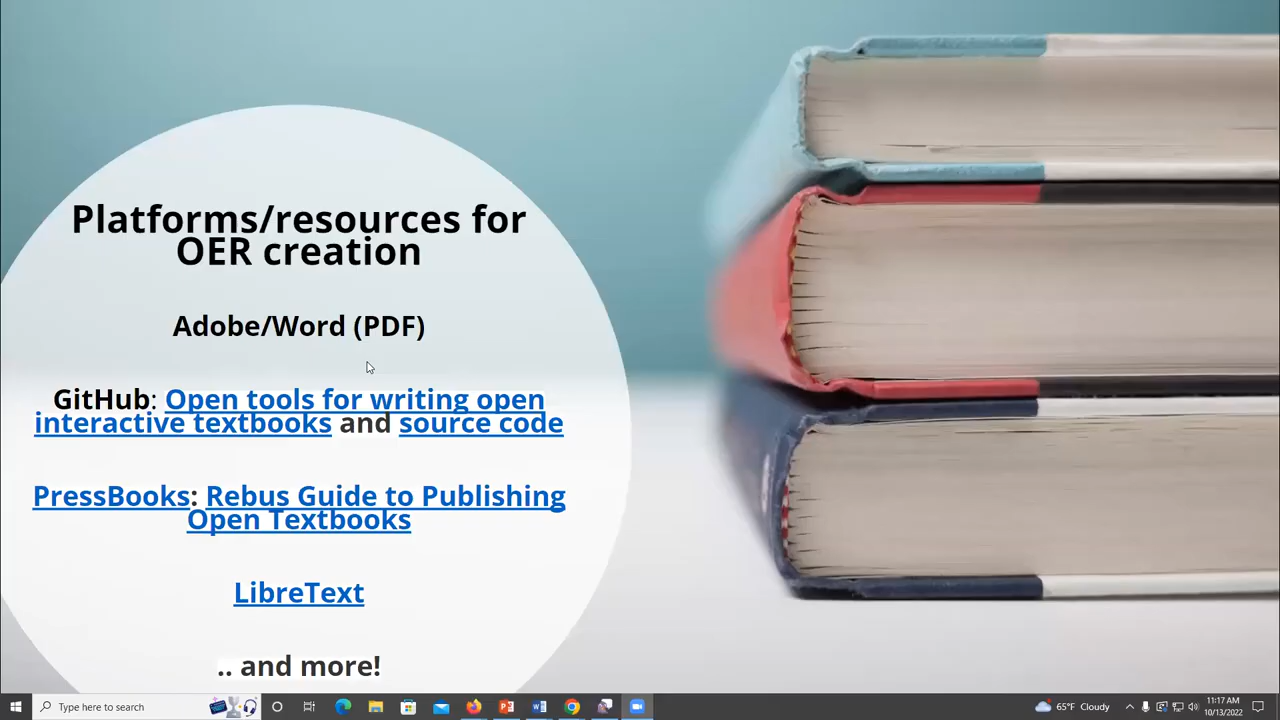 Platforms/resources for
OER creation
Adobe/Word (PDF)
GitHub: Open tools for writing open
interactive textbooks and source code
PressBooks: Rebus Guide to Publishing
Open Textbooks
LibreText
.. and more!
Type here to search
65°F Cloudy
11:17 AM
10/13/2022